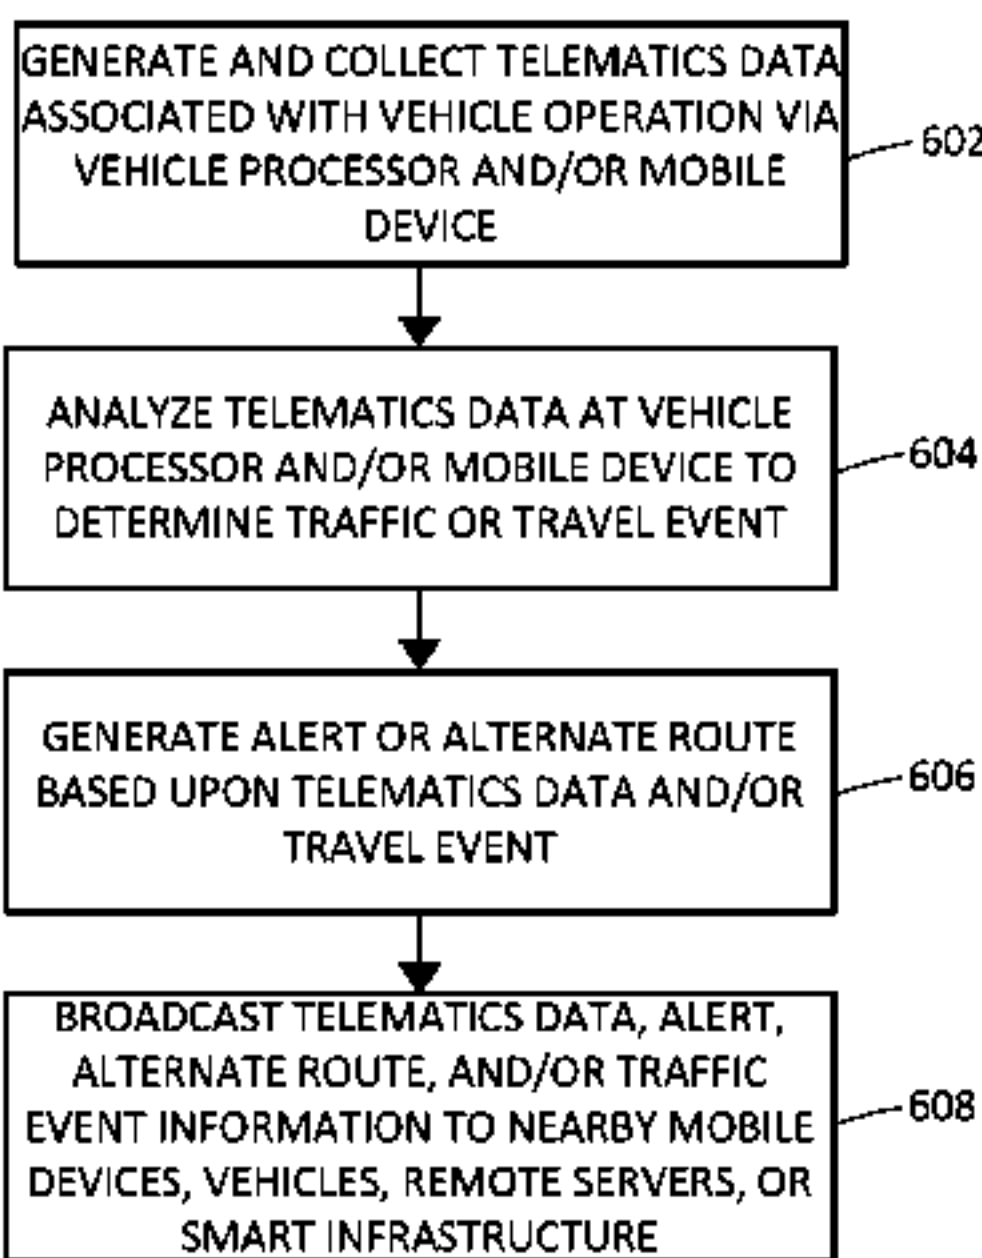 GENERATE AND COLLECT TELEMATICS DATA
ASSOCIATED WITH VEHICLE OPERATION VIA
VEHICLE PROCESSOR AND/OR MOBILE
DEVICE
602
ANALYZE TELEMATICS DATA AT VEHICLE
PROCESSOR AND/OR MOBILE DEVICE TO
DETERMINE TRAFFIC OR TRAVEL EVENT
604
GENERATE ALERT OR ALTERNATE ROUTE
BASED UPON TELEMATICS DATA AND/OR
TRAVEL EVENT
606
BROADCAST TELEMATICS DATA, ALERT,
ALTERNATE ROUTE, AND/OR TRAFFIC
EVENT INFORMATION TO NEARBY MOBILE
DEVICES, VEHICLES, REMOTE SERVERS, OR
SMART INFRASTRUCTURE
608